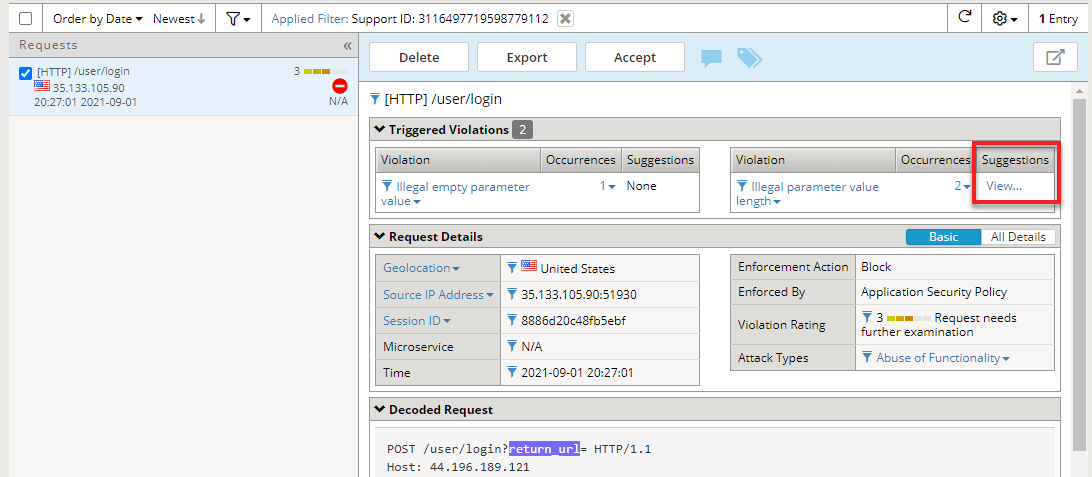 Order by Date Newest Applied Filter: Support ID: 3116497719598779112 1 Entry
Requests
[HTTP] /user/login 3
35.133.105.90
20:27:01 2021-09-01 N/A
Delete Export Accept
[HTTP] /user/login
Triggered Violations 2
Violation Occurrences Suggestions
Illegal empty parameter value 1 None
Violation Occurrences Suggestions
Illegal parameter value length 2 View...
Request Details Basic All Details
Geolocation United States
Source IP Address 35.133.105.90:51930
Session ID 8886d20c48fb5ebf
Microservice N/A
Time 2021-09-01 20:27:01
Enforcement Action Block
Enforced By Application Security Policy
Violation Rating 3 Request needs further examination
Attack Types Abuse of Functionality
Decoded Request
POST /user/login?return_url= HTTP/1.1
Host: 44.196.189.121